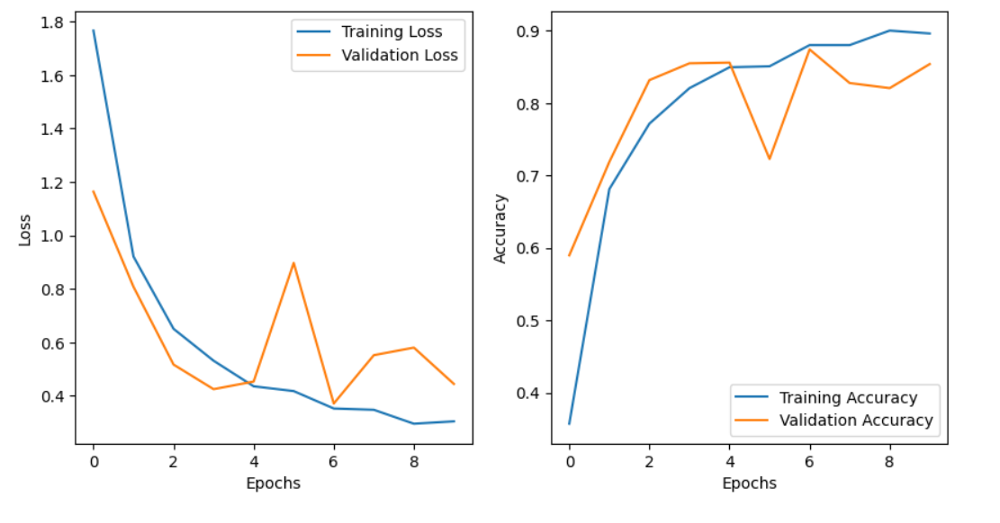 1.8
1.6
1.4
1.2
1.0
0.8
0.6
0.4
Loss
0 2 4 6 8
Epochs
Training Loss
Validation Loss
0.9
0.8
0.7
0.6
0.5
0.4
Accuracy
0 2 4 6 8
Epochs
Training Accuracy
Validation Accuracy